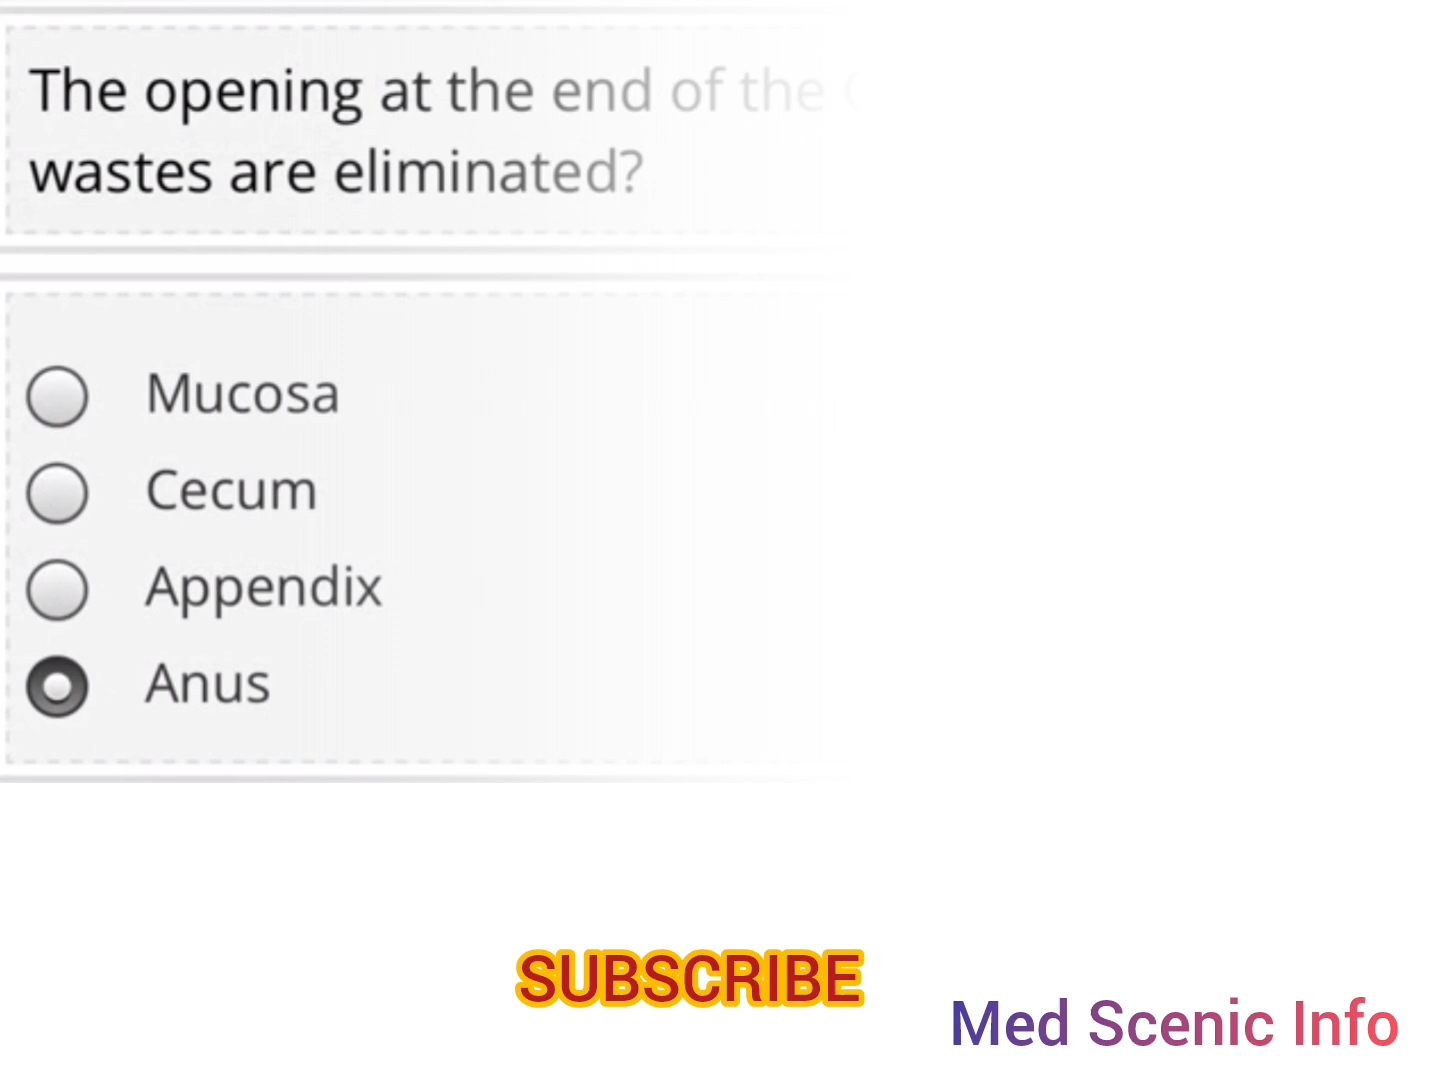 The opening at the end of the
wastes are eliminated?
Mucosa
Cecum
Appendix
Anus
SUBSCRIBE
Med Scenic Info